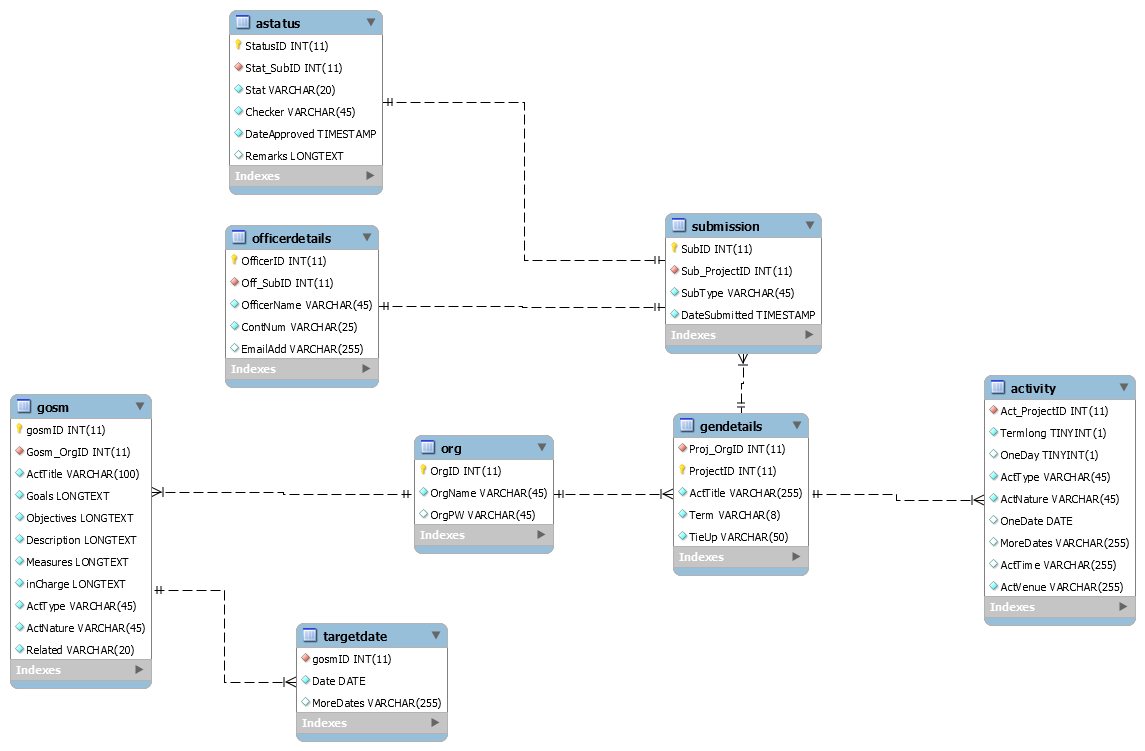 astatus
StatusID INT(11)
Stat_SubID INT(11)
Stat VARCHAR(20)
Checker VARCHAR(45)
DateApproved TIMESTAMP
Remarks LONGTEXT
Indexes
officerdetails
OfficerID INT(11)
Off_SubID INT(11)
OfficerName VARCHAR(45)
ContNum VARCHAR(25)
EmailAdd VARCHAR(255)
Indexes
submission
SubID INT(11)
Sub_ProjectID INT(11)
SubType VARCHAR(45)
DateSubmitted TIMESTAMP
Indexes
gosm
gosmID INT(11)
Gosm_OrgID INT(11)
ActTitle VARCHAR(100)
Goals LONGTEXT
Objectives LONGTEXT
Description LONGTEXT
Measures LONGTEXT
inCharge LONGTEXT
ActType VARCHAR(45)
ActNature VARCHAR(45)
Related VARCHAR(20)
Indexes
org
OrgID INT(11)
OrgName VARCHAR(45)
OrgPW VARCHAR(45)
Indexes
gendetails
Proj_OrgID INT(11)
ProjectID INT(11)
ActTitle VARCHAR(255)
Term VARCHAR(8)
TieUp VARCHAR(50)
Indexes
activity
Act_ProjectID INT(11)
Termlong TINYINT(1)
OneDay TINYINT(1)
ActType VARCHAR(45)
ActNature VARCHAR(45)
OneDate DATE
MoreDates VARCHAR(255)
ActTime VARCHAR(255)
ActVenue VARCHAR(255)
Indexes
targetdate
gosmID INT(11)
Date DATE
MoreDates VARCHAR(255)
Indexes